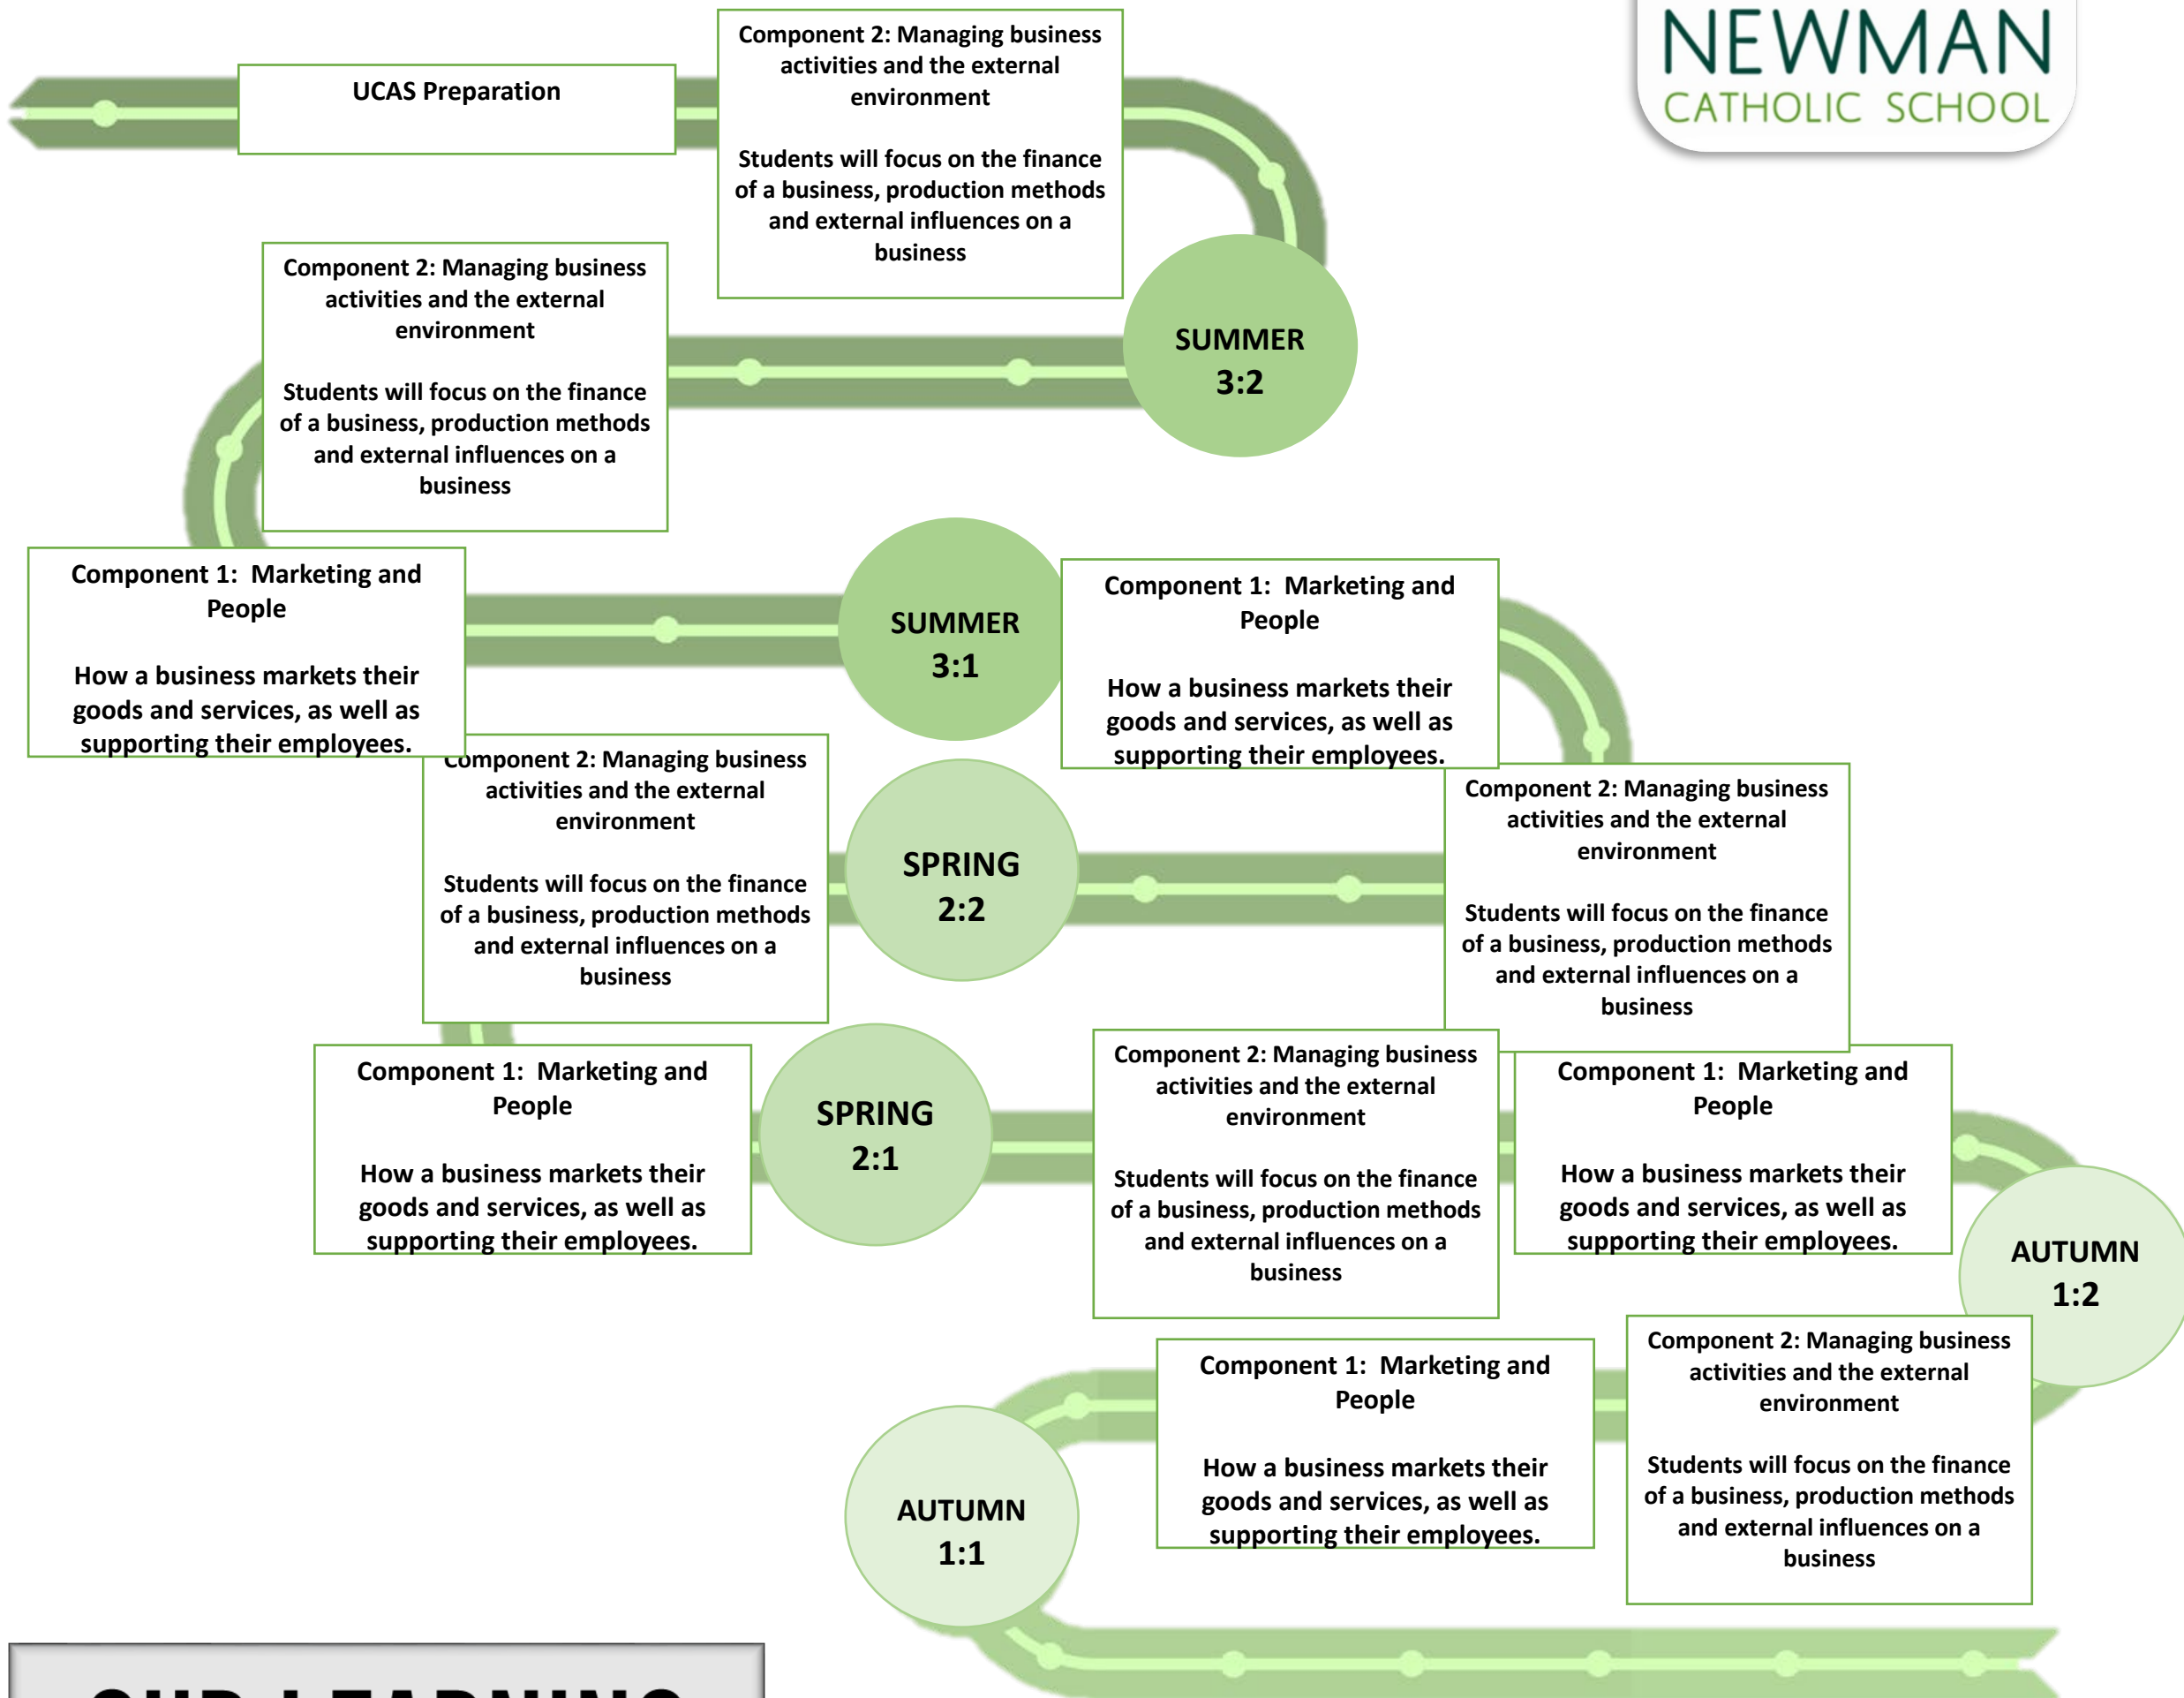 NEWMAN
CATHOLIC SCHOOL
UCAS Preparation
Component 2: Managing business
activities and the external
environment
Students will focus on the finance
of a business, production methods
and external influences on a
business
SUMMER
3:2
Component 2: Managing business
activities and the external
environment
Students will focus on the finance
of a business, production methods
and external influences on a
business
Component 1: Marketing and
People
How a business markets their
goods and services, as well as
supporting their employees.
SUMMER
3:1
Component 1: Marketing and
People
How a business markets their
goods and services, as well as
supporting their employees.
Component 2: Managing business
activities and the external
environment
Students will focus on the finance
of a business, production methods
and external influences on a
business
SPRING
2:2
Component 2: Managing business
activities and the external
environment
Students will focus on the finance
of a business, production methods
and external influences on a
business
Component 1: Marketing and
People
How a business markets their
goods and services, as well as
supporting their employees.
SPRING
2:1
Component 2: Managing business
activities and the external
environment
Students will focus on the finance
of a business, production methods
and external influences on a
business
Component 1: Marketing and
People
How a business markets their
goods and services, as well as
supporting their employees.
AUTUMN
1:2
AUTUMN
1:1
Component 1: Marketing and
People
How a business markets their
goods and services, as well as
supporting their employees.
Component 2: Managing business
activities and the external
environment
Students will focus on the finance
of a business, production methods
and external influences on a
business
OUR LEARNING